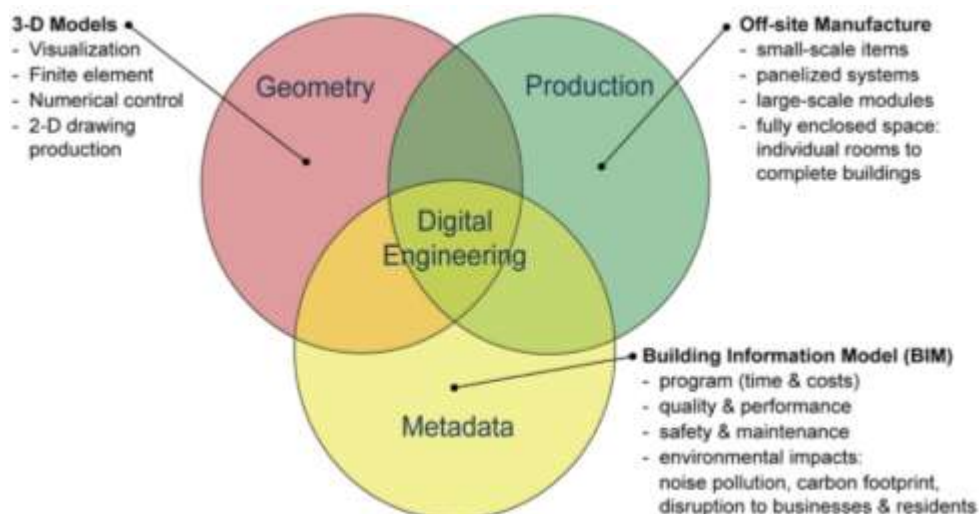 3-D Models
- Visualization
- Finite element
- Numerical control
- 2-D drawing
production
Geometry
Production
Off-site Manufacture
- small-scale items
- panelized systems
- large-scale modules
- fully enclosed space:
individual rooms to
complete buildings
Digital
Engineering
Metadata
Building Information Model (BIM)
- program (time & costs)
- quality & performance
- safety & maintenance
- environmental impacts:
noise pollution, carbon footprint,
disruption to businesses & residents